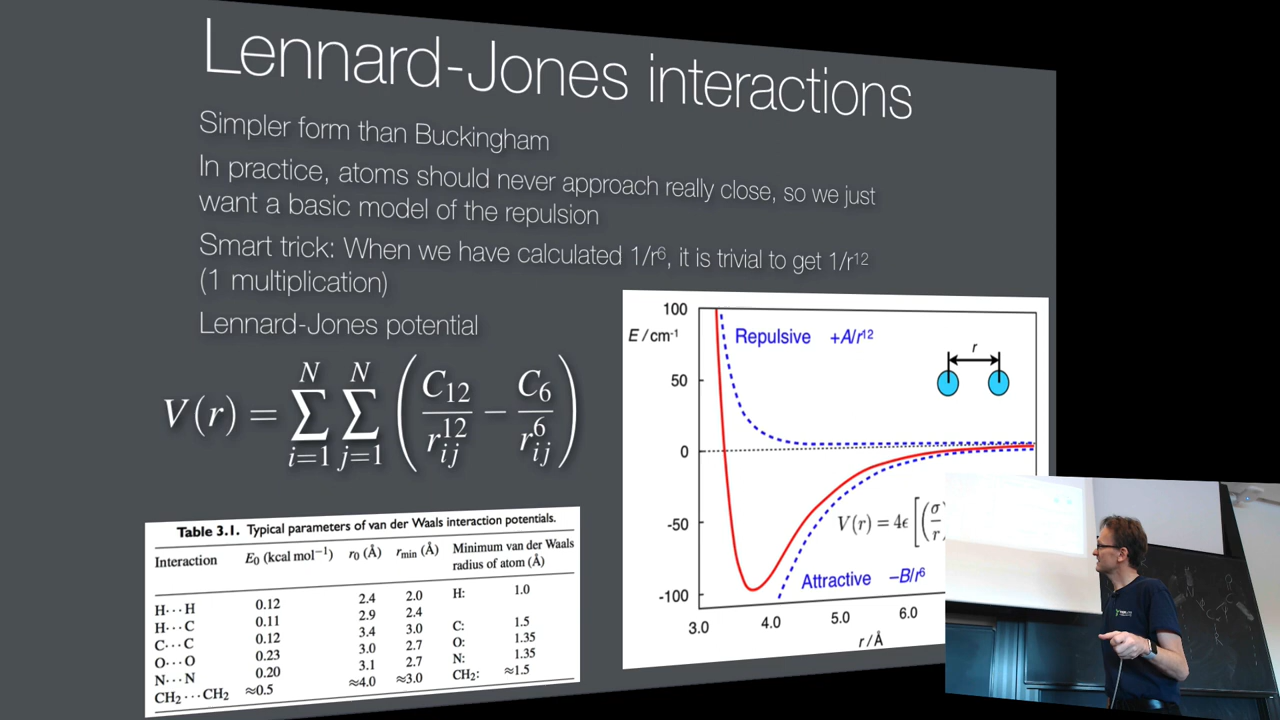 Lennard-Jones interactions
Simpler form than Buckingham
In practice, atoms should never approach really close, so we just
want a basic model of the repulsion
Smart trick: When we have calculated 1/r⁶, it is trivial to get 1/r¹²
(1 multiplication)
Lennard-Jones potential
V(r) = ∑_{i=1}^{N} ∑_{j=1}^{N} ( C₁₂/r_{ij}^{12} − C₆/r_{ij}^{6} )
Table 3.1. Typical parameters of van der Waals interaction potentials.
Interaction E₀ (kcal mol⁻¹) r₀ (Å) r_min (Å) Minimum van der Waals
radius of atom (Å)
H···H 0.12 2.4 2.0 H: 1.0
H···C 0.11 2.9 2.4
C···C 0.12 3.4 3.0 C: 1.5
O···O 0.23 3.0 2.7 O: 1.35
N···N 0.20 3.1 2.7 N: 1.35
CH₂···CH₂ ≈0.5 ≈4.0 ≈3.0 CH₂: ≈1.5
100
E / cm⁻¹
Repulsive +A/r¹²
r
50
0
-50
V(r) = 4ϵ [ ( σ/r
Attractive −B/r⁶
-100
3.0 4.0 5.0 6.0
r / Å